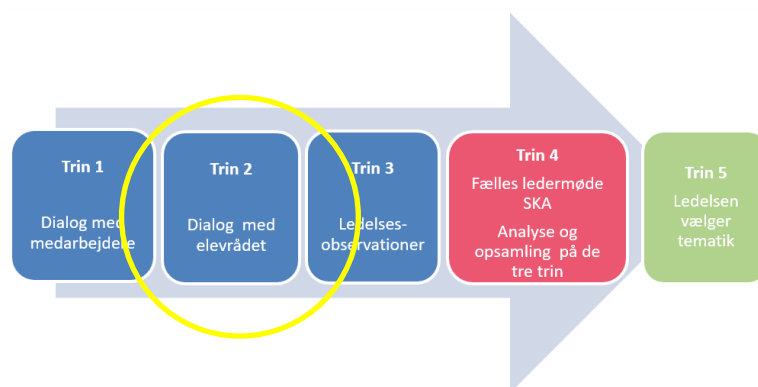 Trin 1
Dialog med
medarbejdere
Trin 2
Dialog med
elevrådet
Trin 3
Ledelses-
observationer
Trin 4
Fælles ledermøde
SKA
Analyse og
opsamling på de
tre trin
Trin 5
Ledelsen
vælger
tematik